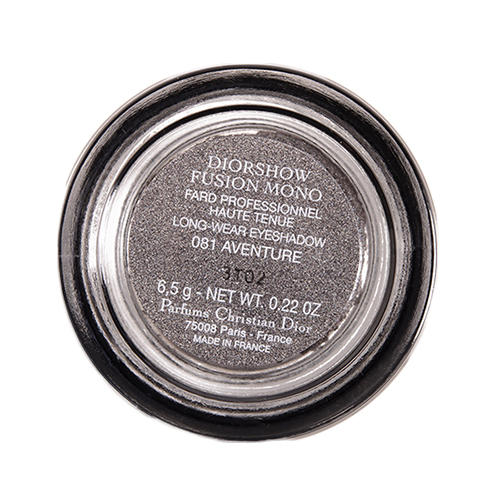 DIORSHOW
FUSION MONO
FARD PROFESSIONNEL
HAUTE TENUE
LONG-WEAR EYESHADOW
081 AVENTURE
3T02
6,5 g - NET WT. 0.22 OZ
Parfums Christian Dior
75008 Paris - France
MADE IN FRANCE